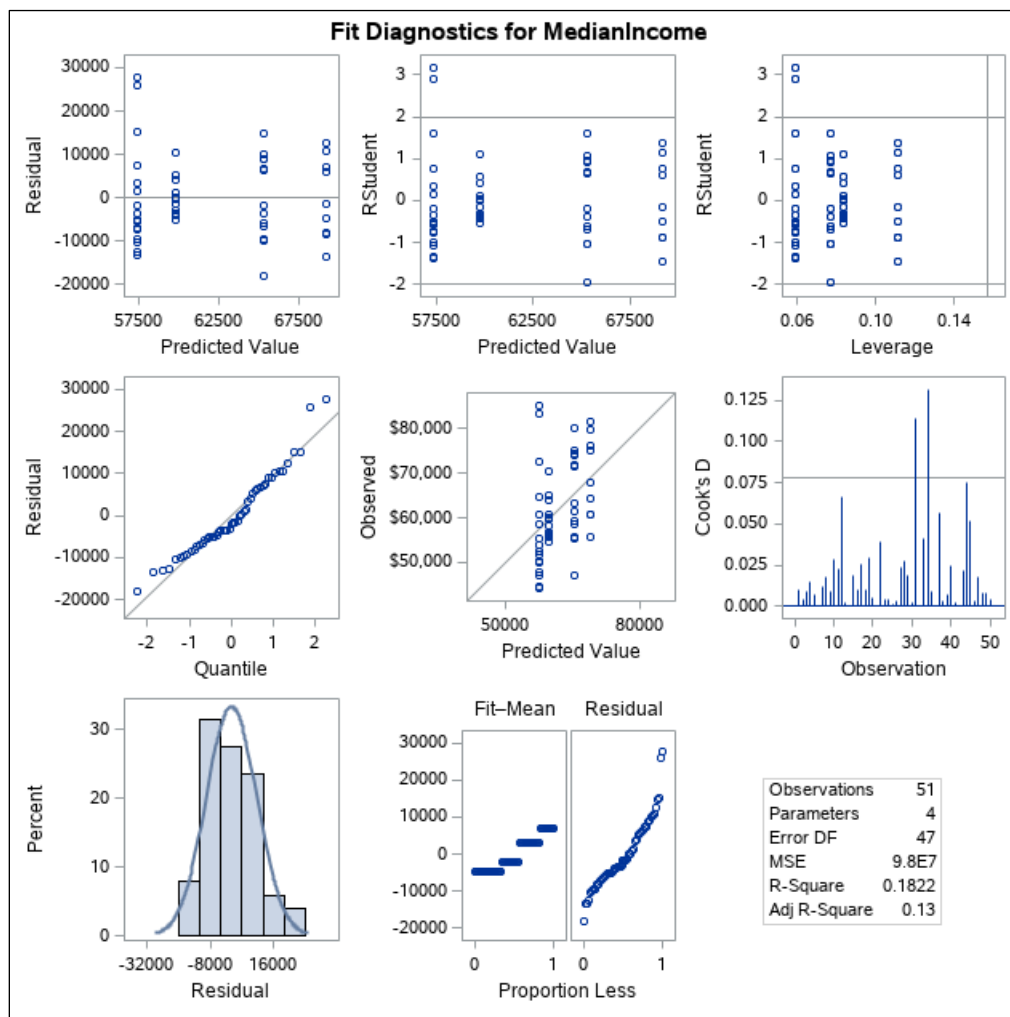 Fit Diagnostics for MedianIncome
30000
20000
10000
0
-10000
-20000
Residual
57500 62500 67500
Predicted Value
3
2
1
0
-1
-2
RStudent
57500 62500 67500
Predicted Value
3
2
1
0
-1
-2
RStudent
0.06 0.10 0.14
Leverage
30000
20000
10000
0
-10000
-20000
Residual
-2 -1 0 1 2
Quantile
$80,000
$70,000
$60,000
$50,000
Observed
50000 80000
Predicted Value
0.125
0.100
0.075
0.050
0.025
0.000
Cook's D
0 10 20 30 40 50
Observation
30
20
10
0
Percent
-32000 -8000 16000
Residual
Fit–Mean Residual
30000
20000
10000
0
-10000
-20000
0 1 0 1
Proportion Less
Observations 51
Parameters 4
Error DF 47
MSE 9.8E7
R-Square 0.1822
Adj R-Square 0.13